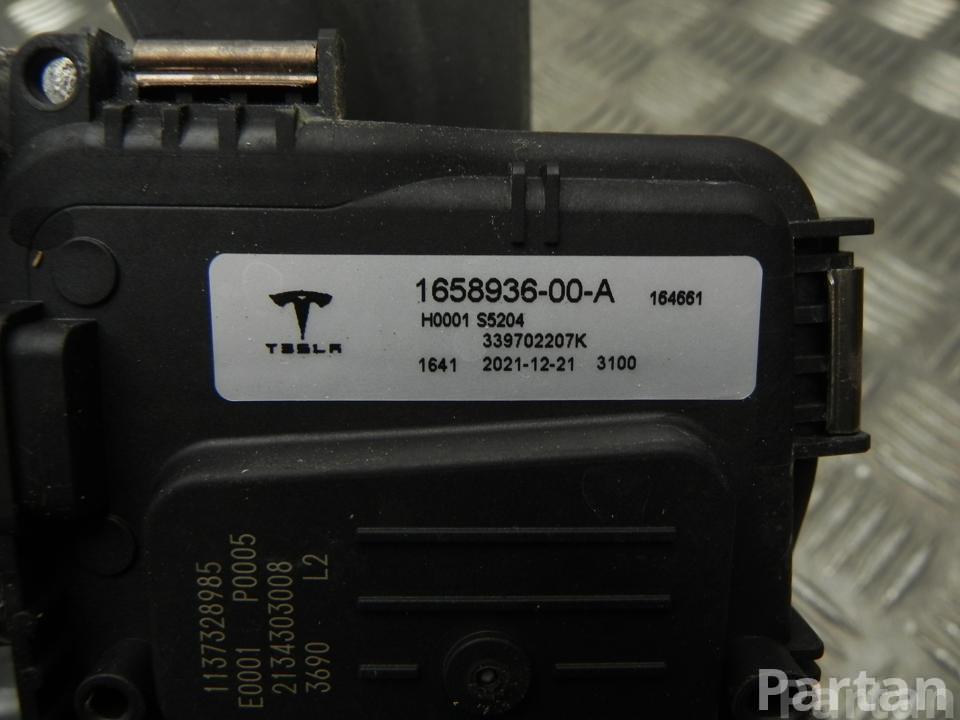 1658936-00-A 164661
TESLA
H0001 S5204
339702207K
1641 2021-12-21 3100
1137328985
E0001 P0005
2134303008
3690 L2
Partan